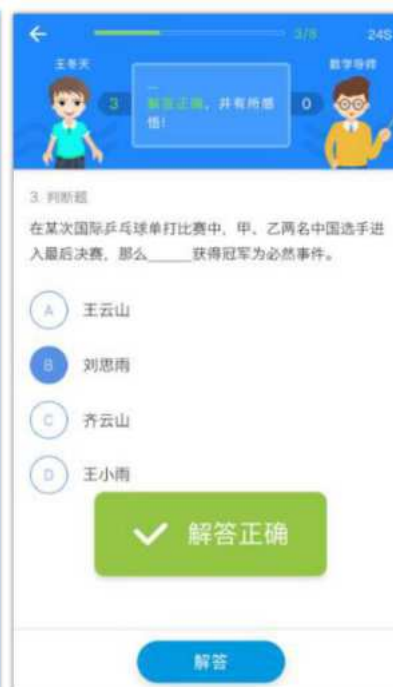 3/8
24S
王冬天
数学导师
3
...
解答正确，并有所感
悟！
0
3. 判断题
在某次国际乒乓球单打比赛中，甲、乙两名中国选手进
入最后决赛，那么______获得冠军为必然事件。
A 王云山
B 刘思雨
C 齐云山
D 王小雨
解答正确
解答